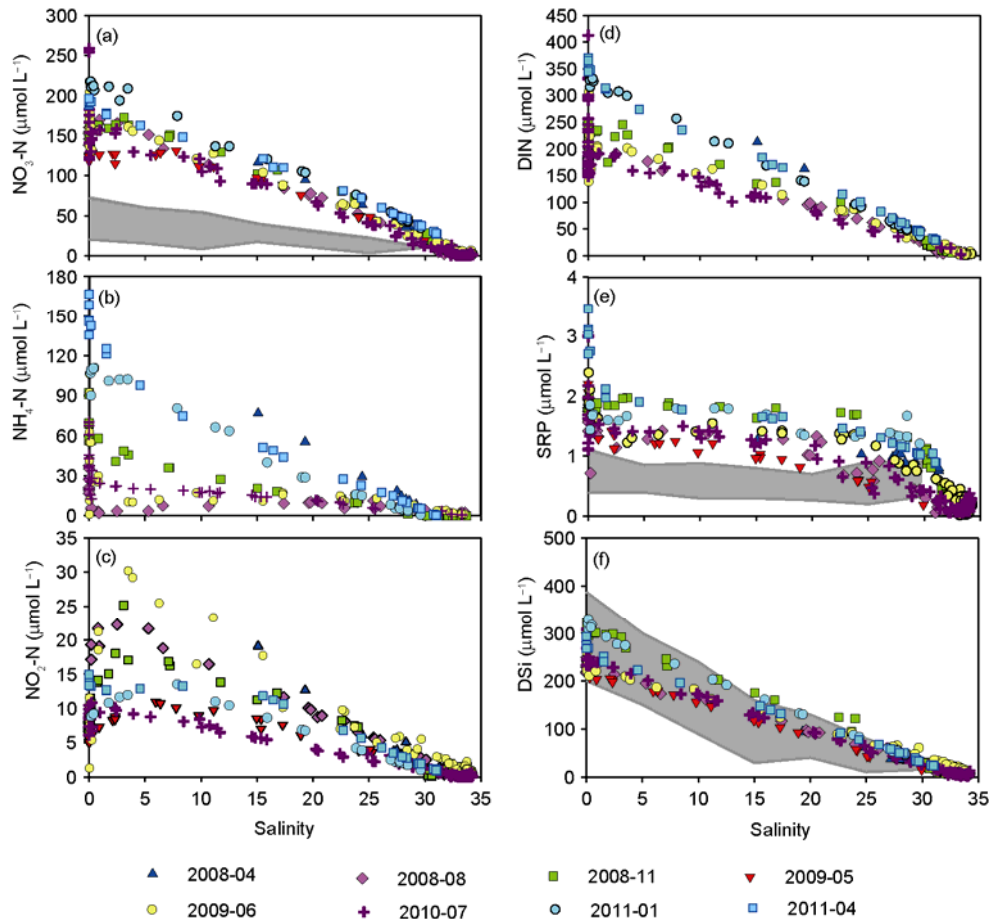 (a)
NO₃-N (μmol L⁻¹)
300
250
200
150
100
50
0
(b)
NH₄-N (μmol L⁻¹)
180
150
120
90
60
30
0
(c)
NO₂-N (μmol L⁻¹)
35
30
25
20
15
10
5
0
0 5 10 15 20 25 30 35
Salinity
(d)
DIN (μmol L⁻¹)
450
400
350
300
250
200
150
100
50
0
(e)
SRP (μmol L⁻¹)
4
3
2
1
0
(f)
DSi (μmol L⁻¹)
500
400
300
200
100
0
0 5 10 15 20 25 30 35
Salinity
2008-04 2008-08 2008-11 2009-05
2009-06 2010-07 2011-01 2011-04